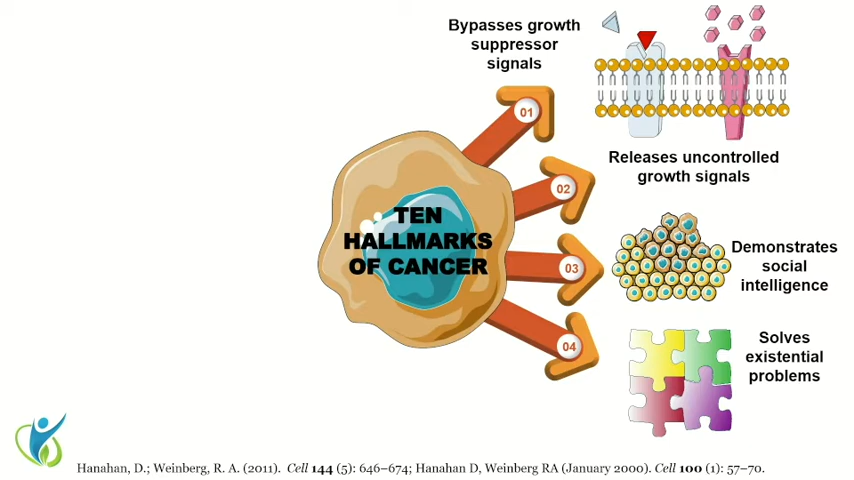 Bypasses growth
suppressor
signals
01
Releases uncontrolled
growth signals
02
TEN
HALLMARKS
OF CANCER
03
Demonstrates
social
intelligence
04
Solves
existential
problems
Hanahan, D.; Weinberg, R. A. (2011). Cell 144 (5): 646–674; Hanahan D, Weinberg RA (January 2000). Cell 100 (1): 57–70.